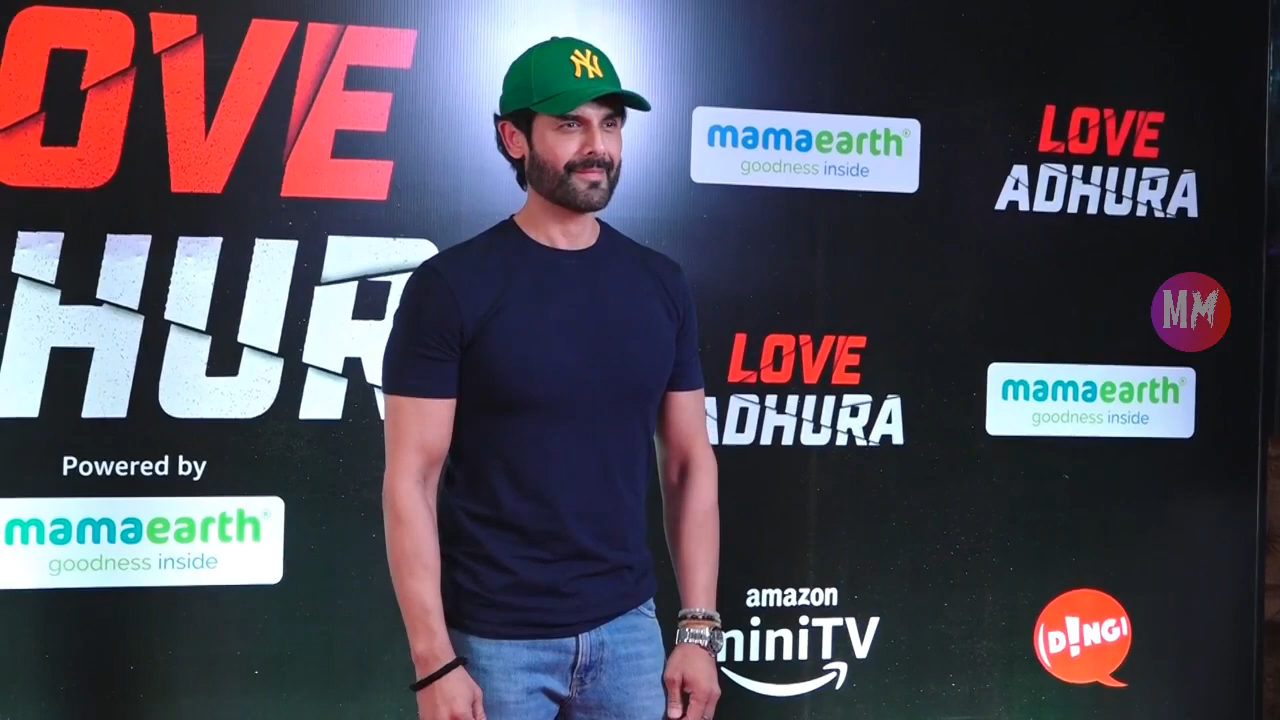 OVE
HUR
Powered by
mamaearth®
goodness inside
NY
mamaearth®
goodness inside
LOVE
ADHURA
LOVE
ADHURA
MM
mamaearth®
goodness inside
amazon
miniTV
(D!NG)